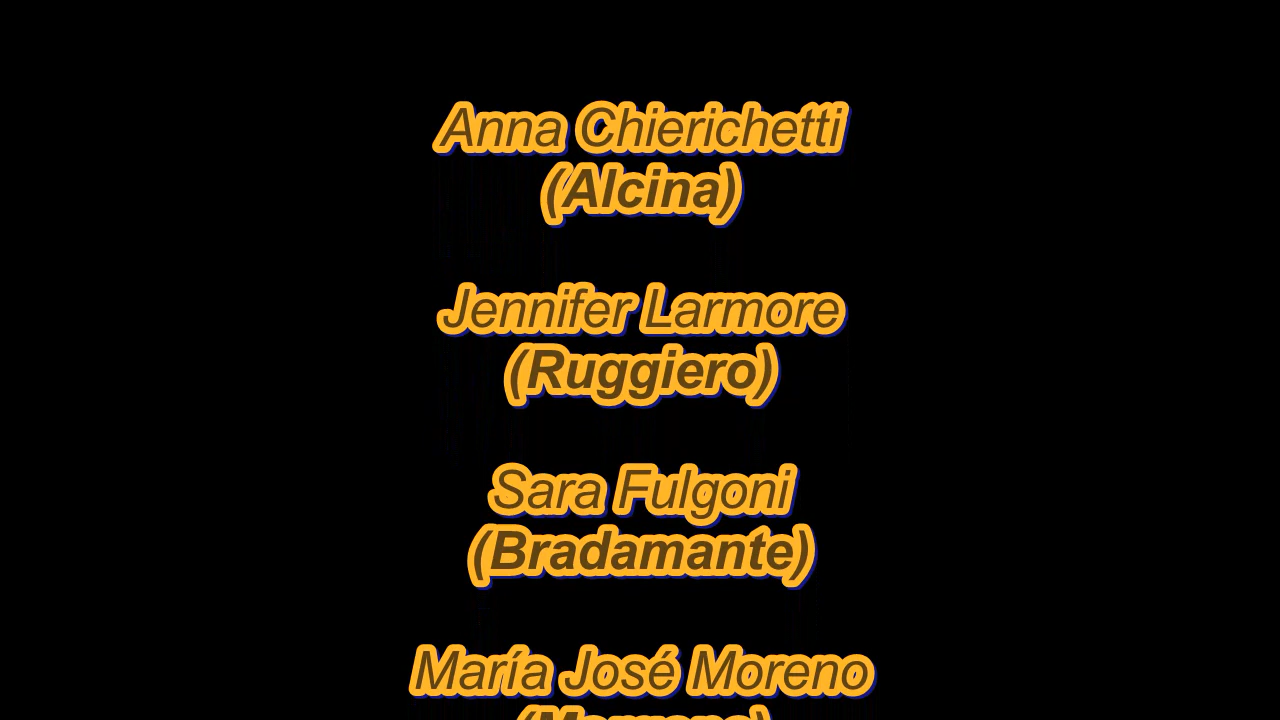 Anna Chierichetti
(Alcina)
Jennifer Larmore
(Ruggiero)
Sara Fulgoni
(Bradamante)
María José Moreno